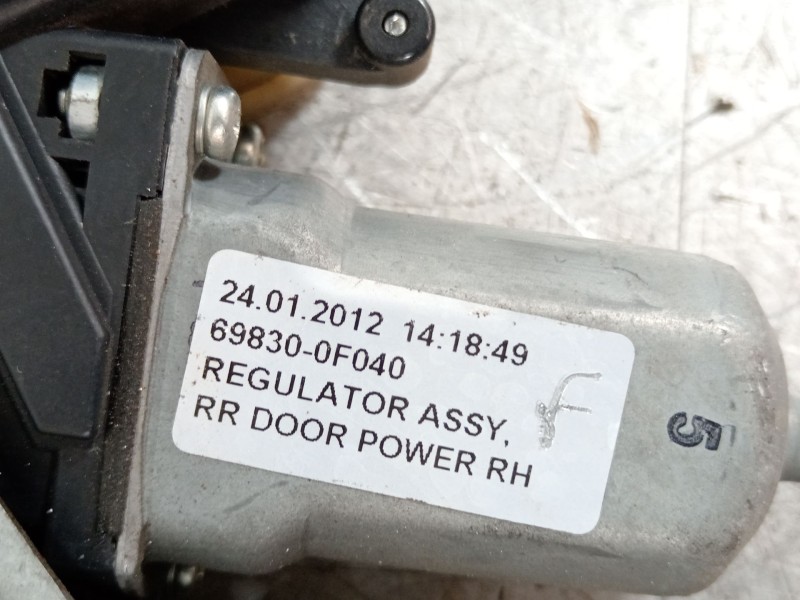 24.01.2012 14:18:49
69830-0F040
REGULATOR ASSY,
RR DOOR POWER RH
F
5